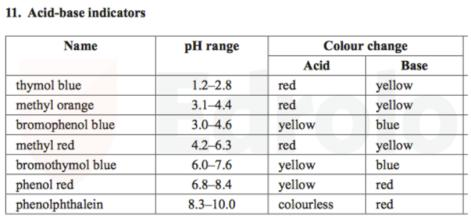 11. Acid-base indicators
Name pH range Colour change
Acid Base
thymol blue 1.2–2.8 red yellow
methyl orange 3.1–4.4 red yellow
bromophenol blue 3.0-4.6 yellow blue
methyl red 4.2–6.3 red yellow
bromothymol blue 6.0–7.6 yellow blue
phenol red 6.8–8.4 yellow red
phenolphthalein 8.3–10.0 colourless red
Edrolo